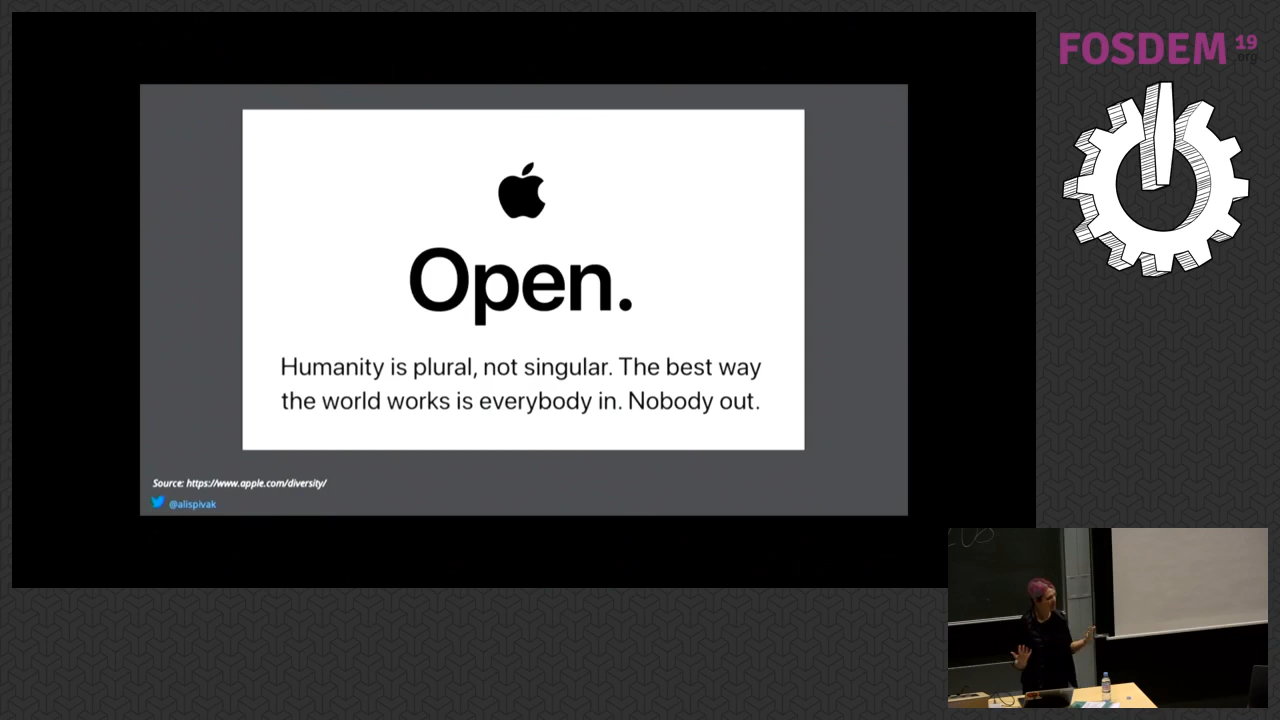 FOSDEM 19
.org
Open.
Humanity is plural, not singular. The best way
the world works is everybody in. Nobody out.
Source: https://www.apple.com/diversity/
@alispivak